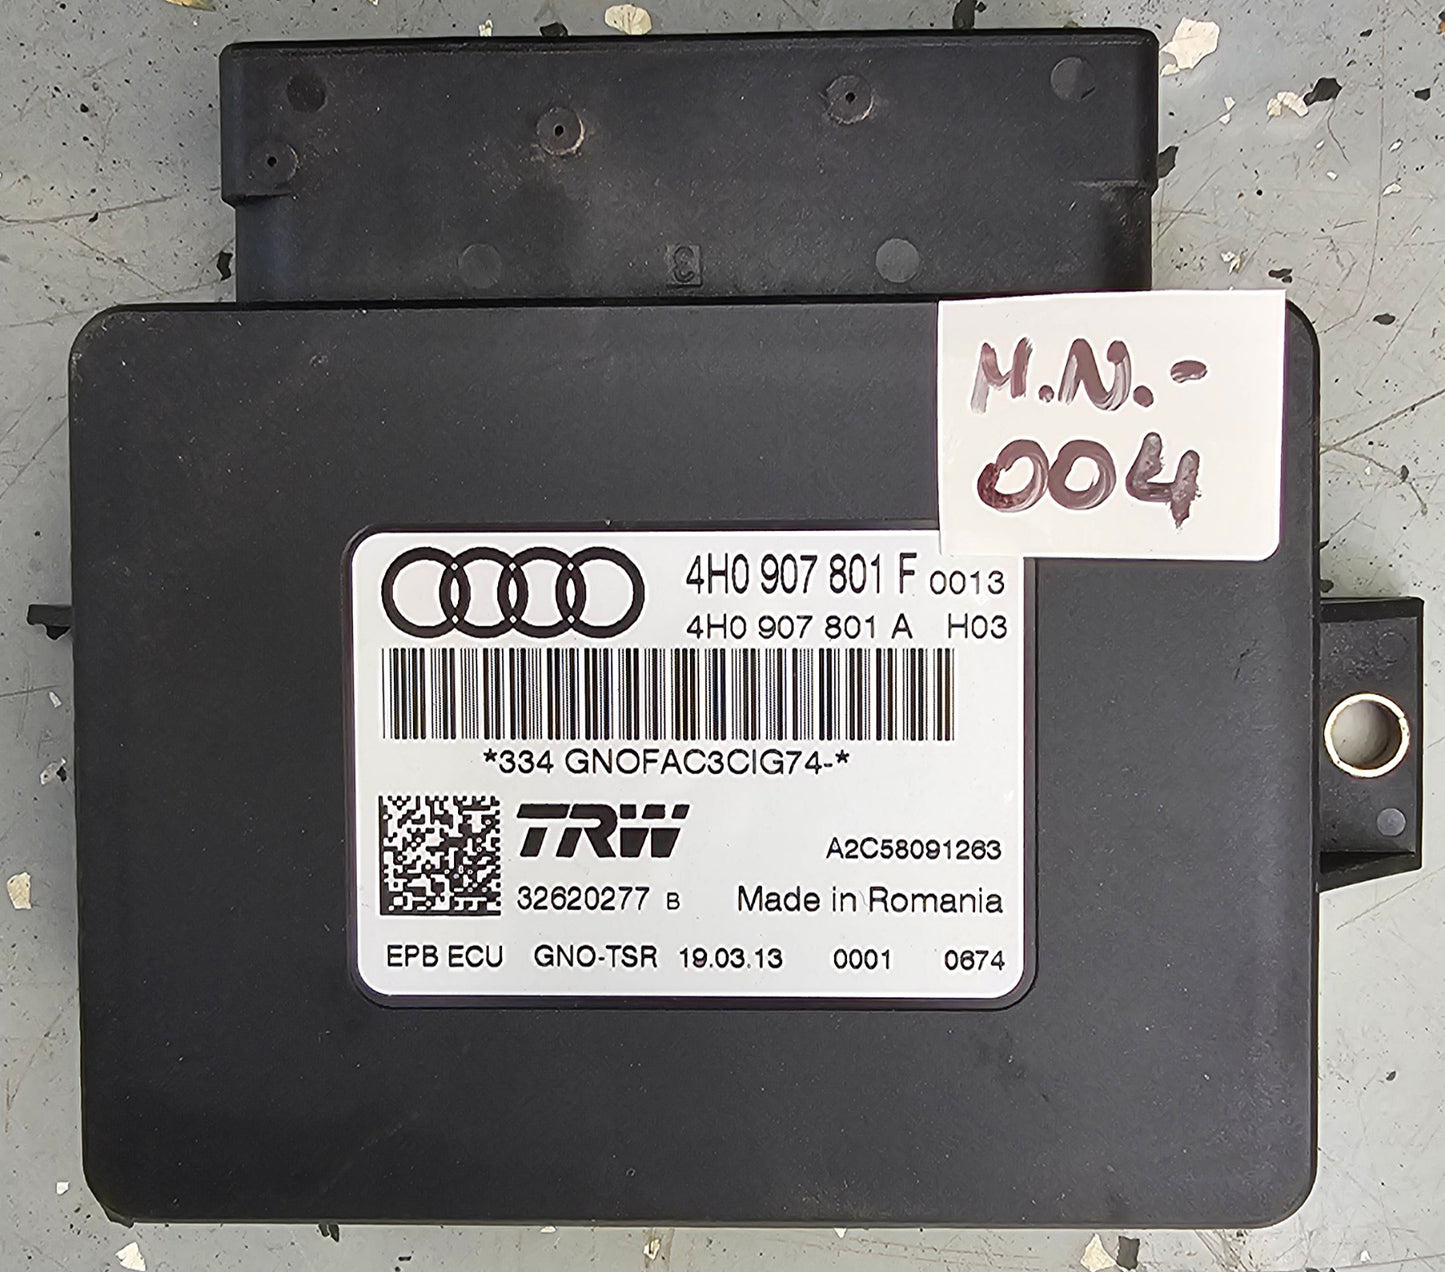 3
M.N.-
004
4H0 907 801 F 0013
4H0 907 801 A H03
*334 GNOFAC3CIG74-*
TRW
A2C58091263
32620277 B Made in Romania
EPB ECU GNO-TSR 19.03.13 0001 0674